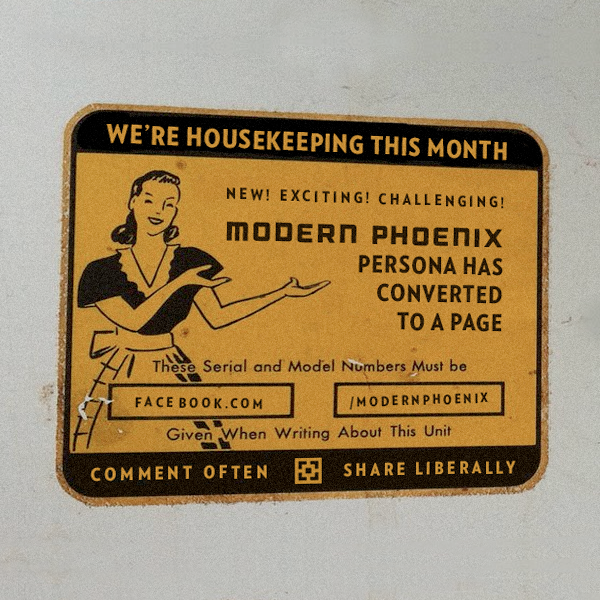 WE'RE HOUSEKEEPING THIS MONTH
NEW! EXCITING! CHALLENGING!
MODERN PHOENIX
PERSONA HAS
CONVERTED
TO A PAGE
These Serial and Model Numbers Must be
FACEBOOK.COM
/MODERNPHOENIX
Given When Writing About This Unit
COMMENT OFTEN
SHARE LIBERALLY